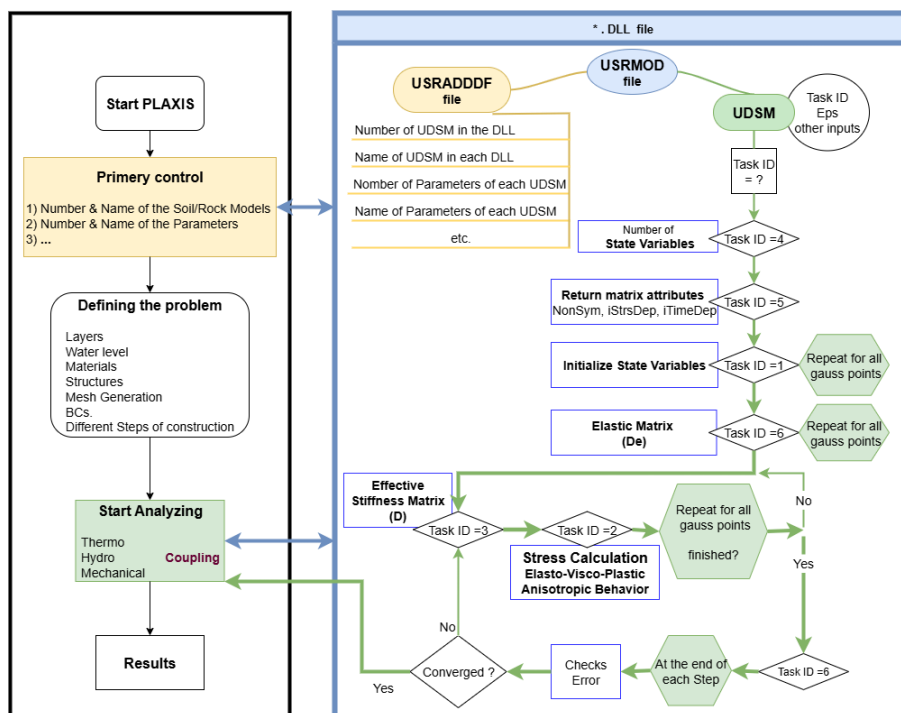 Start PLAXIS
Primery control
1) Number & Name of the Soil/Rock Models
2) Number & Name of the Parameters
3) ...
Defining the problem
Layers
Water level
Materials
Structures
Mesh Generation
BCs.
Different Steps of construction
Start Analyzing
Thermo
Hydro
Mechanical
Coupling
Results
* . DLL file
USRADDDF
file
USRMOD
file
UDSM
Task ID
Eps
other inputs
Number of UDSM in the DLL
Name of UDSM in each DLL
Nomber of Parameters of each UDSM
Name of Parameters of each UDSM
etc.
Task ID
= ?
Number of
State Variables
Task ID =4
Return matrix attributes
NonSym, iStrsDep, iTimeDep
Task ID =5
Initialize State Variables
Task ID =1
Repeat for all
gauss points
Elastic Matrix
(De)
Task ID =6
Repeat for all
gauss points
Effective
Stiffness Matrix
(D)
Task ID =3
Task ID =2
Stress Calculation
Elasto-Visco-Plastic
Anisotropic Behavior
Repeat for all
gauss points
finished?
No
Yes
Task ID =6
At the end of
each Step
Checks
Error
Converged ?
No
Yes